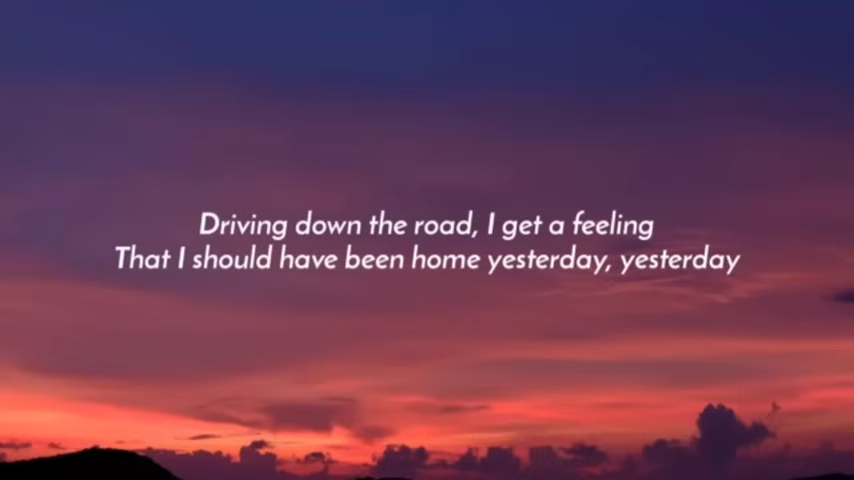 Driving down the road, I get a feeling
That I should have been home yesterday, yesterday